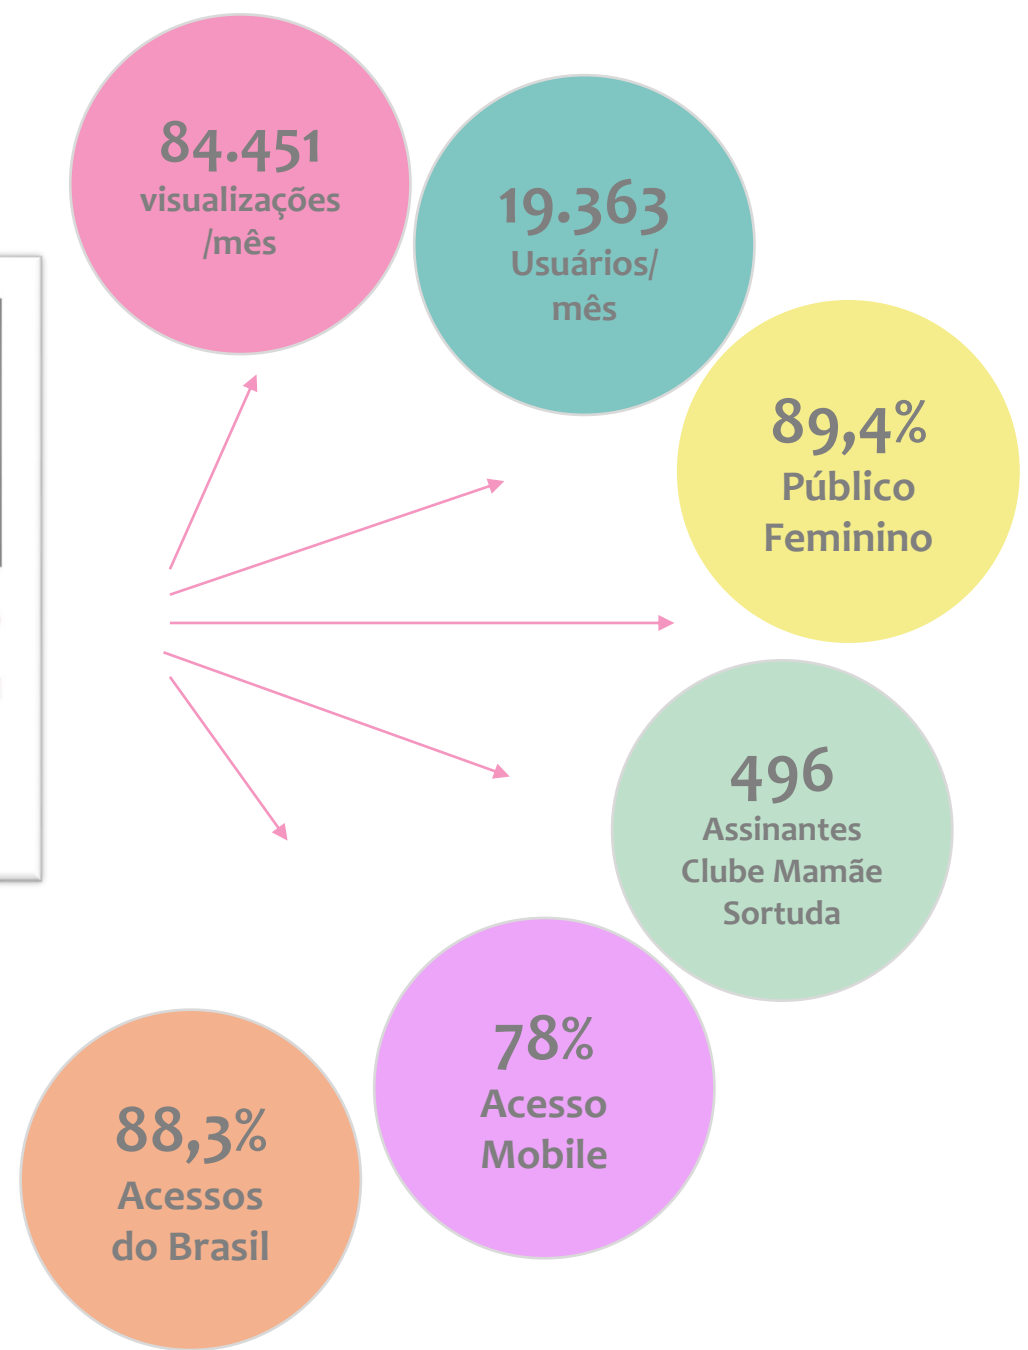 84.451
visualizações
/mês
19.363
Usuários/
mês
89,4%
Público
Feminino
496
Assinantes
Clube Mamãe
Sortuda
78%
Acesso
Mobile
88,3%
Acessos
do Brasil